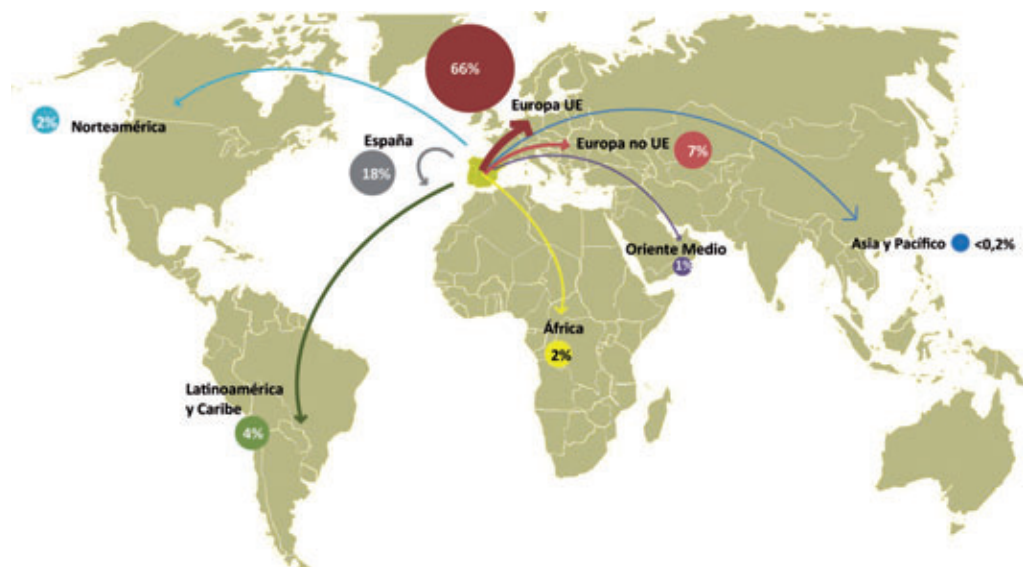 66%
Europa UE
2%
Norteamérica
España
Europa no UE
7%
18%
Oriente Medio
1%
Asia y Pacífico
<0,2%
África
2%
Latinoamérica
y Caribe
4%